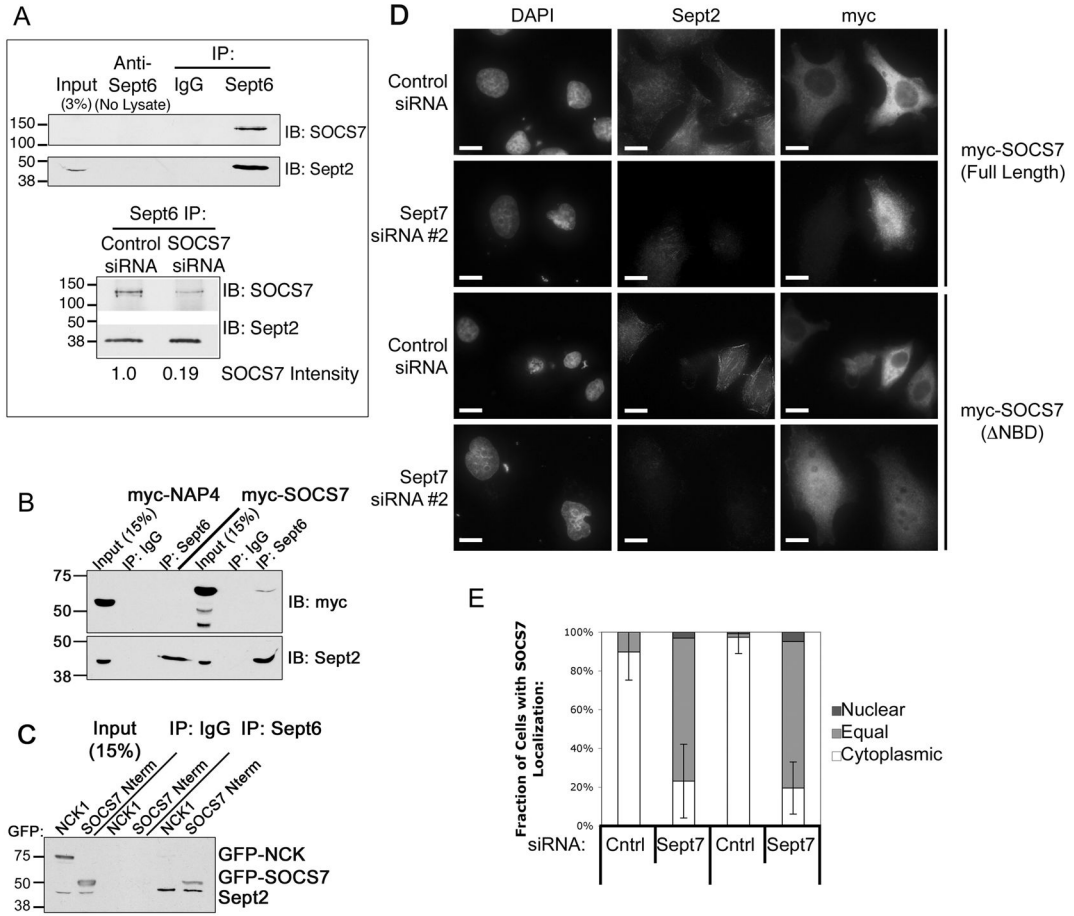 A
IP:
Anti-
Input Sept6 IgG Sept6
(3%) (No Lysate)
150
100
IB: SOCS7
50
38
IB: Sept2
Sept6 IP:
Control SOCS7
siRNA siRNA
150
100
IB: SOCS7
50
38
IB: Sept2
1.0 0.19 SOCS7 Intensity
B
myc-NAP4 myc-SOCS7
Input (15%)
IP: IgG
IP: Sept6
Input (15%)
IP: IgG
IP: Sept6
75
50
IB: myc
50
38
IB: Sept2
C
Input IP: IgG IP: Sept6
(15%)
GFP:
NCK1
SOCS7 Nterm
NCK1
SOCS7 Nterm
NCK1
SOCS7 Nterm
75
50
38
GFP-NCK
GFP-SOCS7
Sept2
D
DAPI Sept2 myc
Control
siRNA
Sept7
siRNA #2
myc-SOCS7
(Full Length)
Control
siRNA
Sept7
siRNA #2
myc-SOCS7
(ΔNBD)
E
Fraction of Cells with SOCS7
Localization:
100%
80%
60%
40%
20%
0%
Nuclear
Equal
Cytoplasmic
siRNA: Cntrl Sept7 Cntrl Sept7